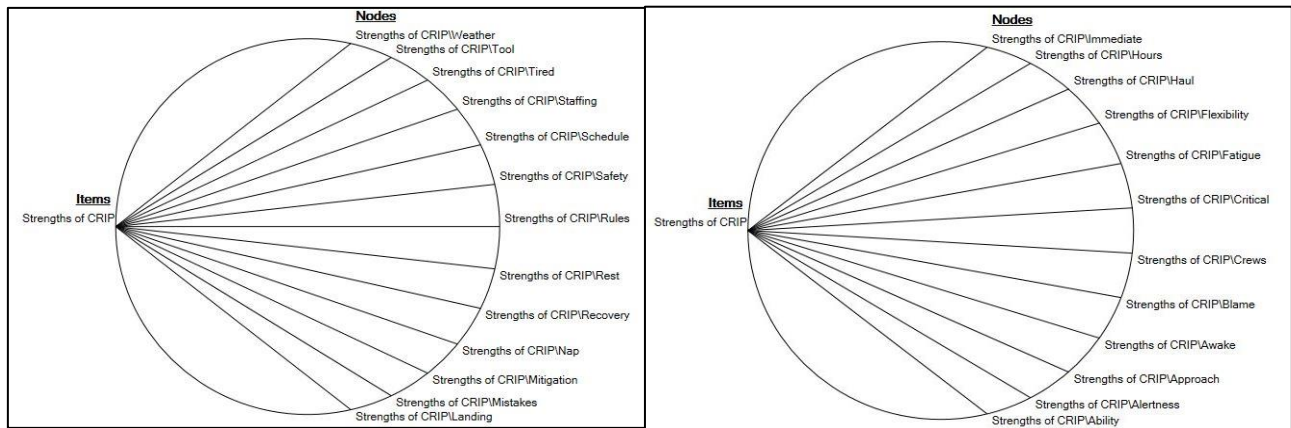 Nodes
Strengths of CRIP\Weather
Strengths of CRIP\Tool
Strengths of CRIP\Tired
Strengths of CRIP\Staffing
Strengths of CRIP\Schedule
Strengths of CRIP\Safety
Items
Strengths of CRIP
Strengths of CRIP\Rules
Strengths of CRIP\Rest
Strengths of CRIP\Recovery
Strengths of CRIP\Nap
Strengths of CRIP\Mitigation
Strengths of CRIP\Mistakes
Strengths of CRIP\Landing
Nodes
Strengths of CRIP\Immediate
Strengths of CRIP\Hours
Strengths of CRIP\Haul
Strengths of CRIP\Flexibility
Strengths of CRIP\Fatigue
Strengths of CRIP\Critical
Items
Strengths of CRIP
Strengths of CRIP\Crews
Strengths of CRIP\Blame
Strengths of CRIP\Awake
Strengths of CRIP\Approach
Strengths of CRIP\Alertness
Strengths of CRIP\Ability